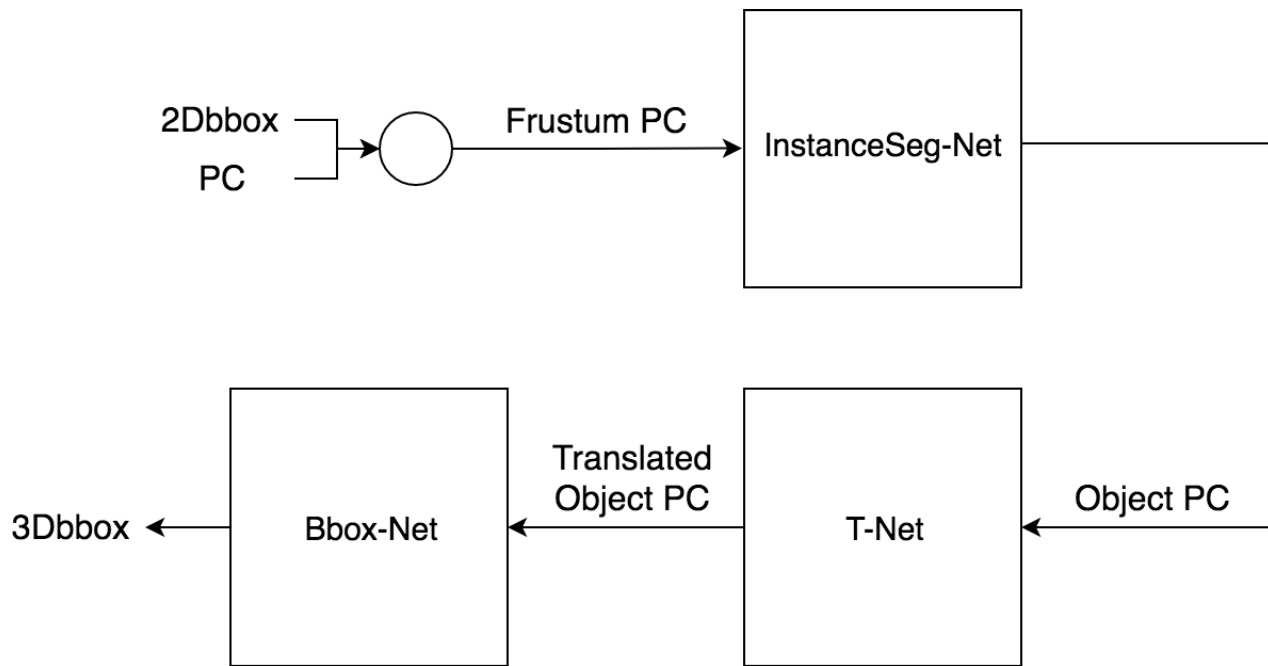 2Dbbox
PC
Frustum PC
InstanceSeg-Net
3Dbbox
Bbox-Net
Translated
Object PC
T-Net
Object PC